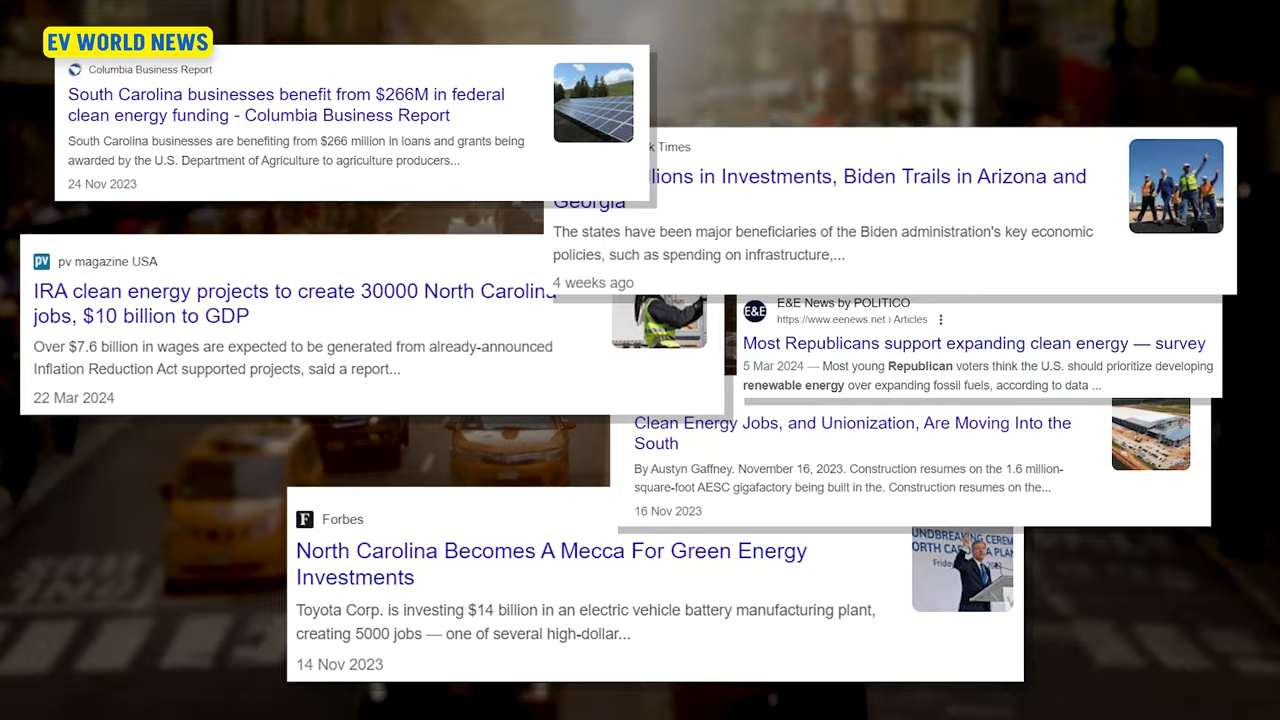 EV WORLD NEWS
Columbia Business Report
South Carolina businesses benefit from $266M in federal
clean energy funding - Columbia Business Report
South Carolina businesses are benefiting from $266 million in loans and grants being
awarded by the U.S. Department of Agriculture to agriculture producers...
24 Nov 2023
k Times
lions in Investments, Biden Trails in Arizona and
Georgia
The states have been major beneficiaries of the Biden administration's key economic
policies, such as spending on infrastructure,...
4 weeks ago
pv
pv magazine USA
IRA clean energy projects to create 30000 North Carolina
jobs, $10 billion to GDP
Over $7.6 billion in wages are expected to be generated from already-announced
Inflation Reduction Act supported projects, said a report...
22 Mar 2024
E&E
E&E News by POLITICO
https://www.eenews.net › Articles
Most Republicans support expanding clean energy — survey
5 Mar 2024 — Most young Republican voters think the U.S. should prioritize developing
renewable energy over expanding fossil fuels, according to data ...
Clean Energy Jobs, and Unionization, Are Moving Into the
South
By Austyn Gaffney. November 16, 2023. Construction resumes on the 1.6 million-
square-foot AESC gigafactory being built in the. Construction resumes on the...
16 Nov 2023
F
Forbes
North Carolina Becomes A Mecca For Green Energy
Investments
Toyota Corp. is investing $14 billion in an electric vehicle battery manufacturing plant,
creating 5000 jobs — one of several high-dollar...
14 Nov 2023
UNDBREAKING CEREM
ORTH CAROLINA PLAN